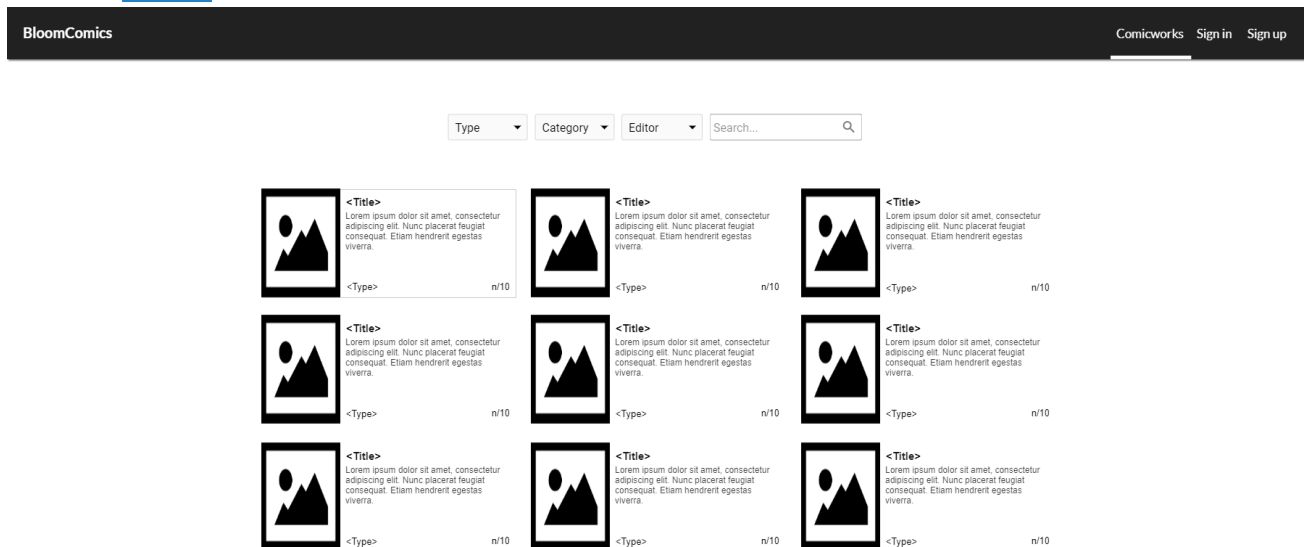 BloomComics
Comicworks Sign in Sign up
Type Category Editor Search...
<Title>
Lorem ipsum dolor sit amet, consectetur
adipiscing elit. Nunc placerat feugiat
consequat. Etiam hendrerit egestas
viverra.
<Type> n/10
<Title>
Lorem ipsum dolor sit amet, consectetur
adipiscing elit. Nunc placerat feugiat
consequat. Etiam hendrerit egestas
viverra.
<Type> n/10
<Title>
Lorem ipsum dolor sit amet, consectetur
adipiscing elit. Nunc placerat feugiat
consequat. Etiam hendrerit egestas
viverra.
<Type> n/10
<Title>
Lorem ipsum dolor sit amet, consectetur
adipiscing elit. Nunc placerat feugiat
consequat. Etiam hendrerit egestas
viverra.
<Type> n/10
<Title>
Lorem ipsum dolor sit amet, consectetur
adipiscing elit. Nunc placerat feugiat
consequat. Etiam hendrerit egestas
viverra.
<Type> n/10
<Title>
Lorem ipsum dolor sit amet, consectetur
adipiscing elit. Nunc placerat feugiat
consequat. Etiam hendrerit egestas
viverra.
<Type> n/10
<Title>
Lorem ipsum dolor sit amet, consectetur
adipiscing elit. Nunc placerat feugiat
consequat. Etiam hendrerit egestas
viverra.
<Type> n/10
<Title>
Lorem ipsum dolor sit amet, consectetur
adipiscing elit. Nunc placerat feugiat
consequat. Etiam hendrerit egestas
viverra.
<Type> n/10
<Title>
Lorem ipsum dolor sit amet, consectetur
adipiscing elit. Nunc placerat feugiat
consequat. Etiam hendrerit egestas
viverra.
<Type> n/10